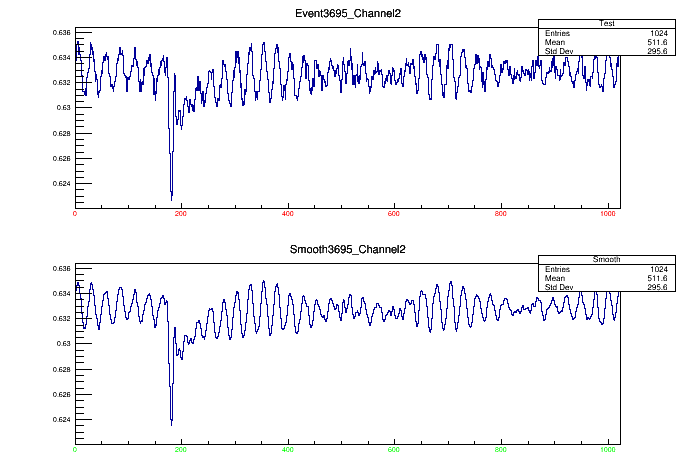 Event3695_Channel2
Test
Entries 1024
Mean 511.6
Std Dev 295.6
0.636
0.634
0.632
0.63
0.628
0.626
0.624
0 200 400 600 800 1000
Smooth3695_Channel2
Smooth
Entries 1024
Mean 511.6
Std Dev 295.6
0.636
0.634
0.632
0.63
0.628
0.626
0.624
0 200 400 600 800 1000